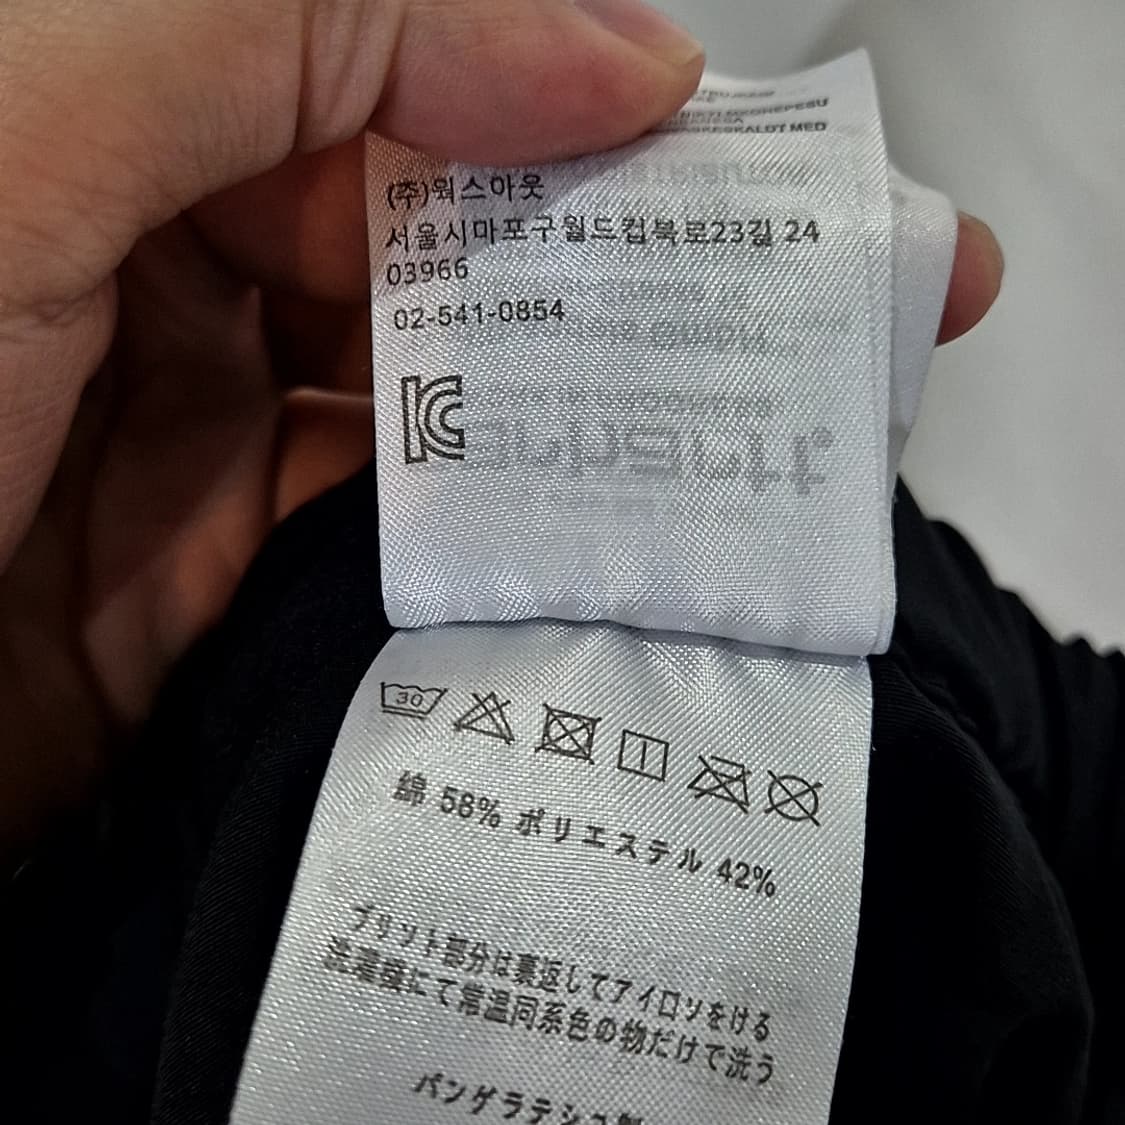 MED
(주)웍스아웃
서울시마포구월드컵북로23길 24
03966
02-541-0854
30
綿 58% ポリエステル 42%
プリソト部分は裏返してアイロソをける
洗濯機にて常温同系色の物だけで洗う
バングラデシュ製